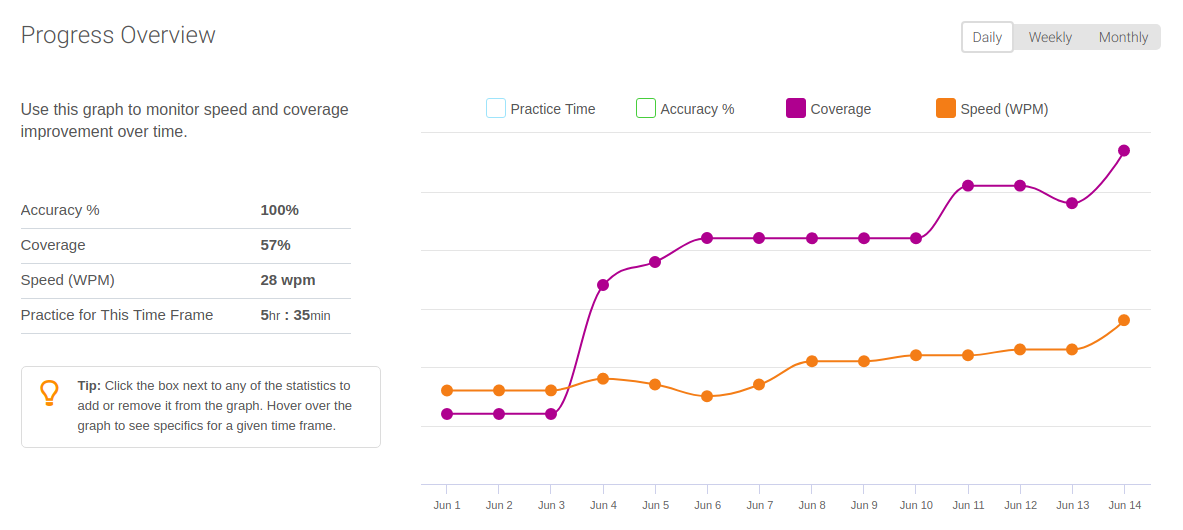 Progress Overview
Daily Weekly Monthly
Use this graph to monitor speed and coverage
improvement over time.
Accuracy % 100%
Coverage 57%
Speed (WPM) 28 wpm
Practice for This Time Frame 5hr : 35min
Tip: Click the box next to any of the statistics to
add or remove it from the graph. Hover over the
graph to see specifics for a given time frame.
Practice Time Accuracy % Coverage Speed (WPM)
Jun 1 Jun 2 Jun 3 Jun 4 Jun 5 Jun 6 Jun 7 Jun 8 Jun 9 Jun 10 Jun 11 Jun 12 Jun 13 Jun 14